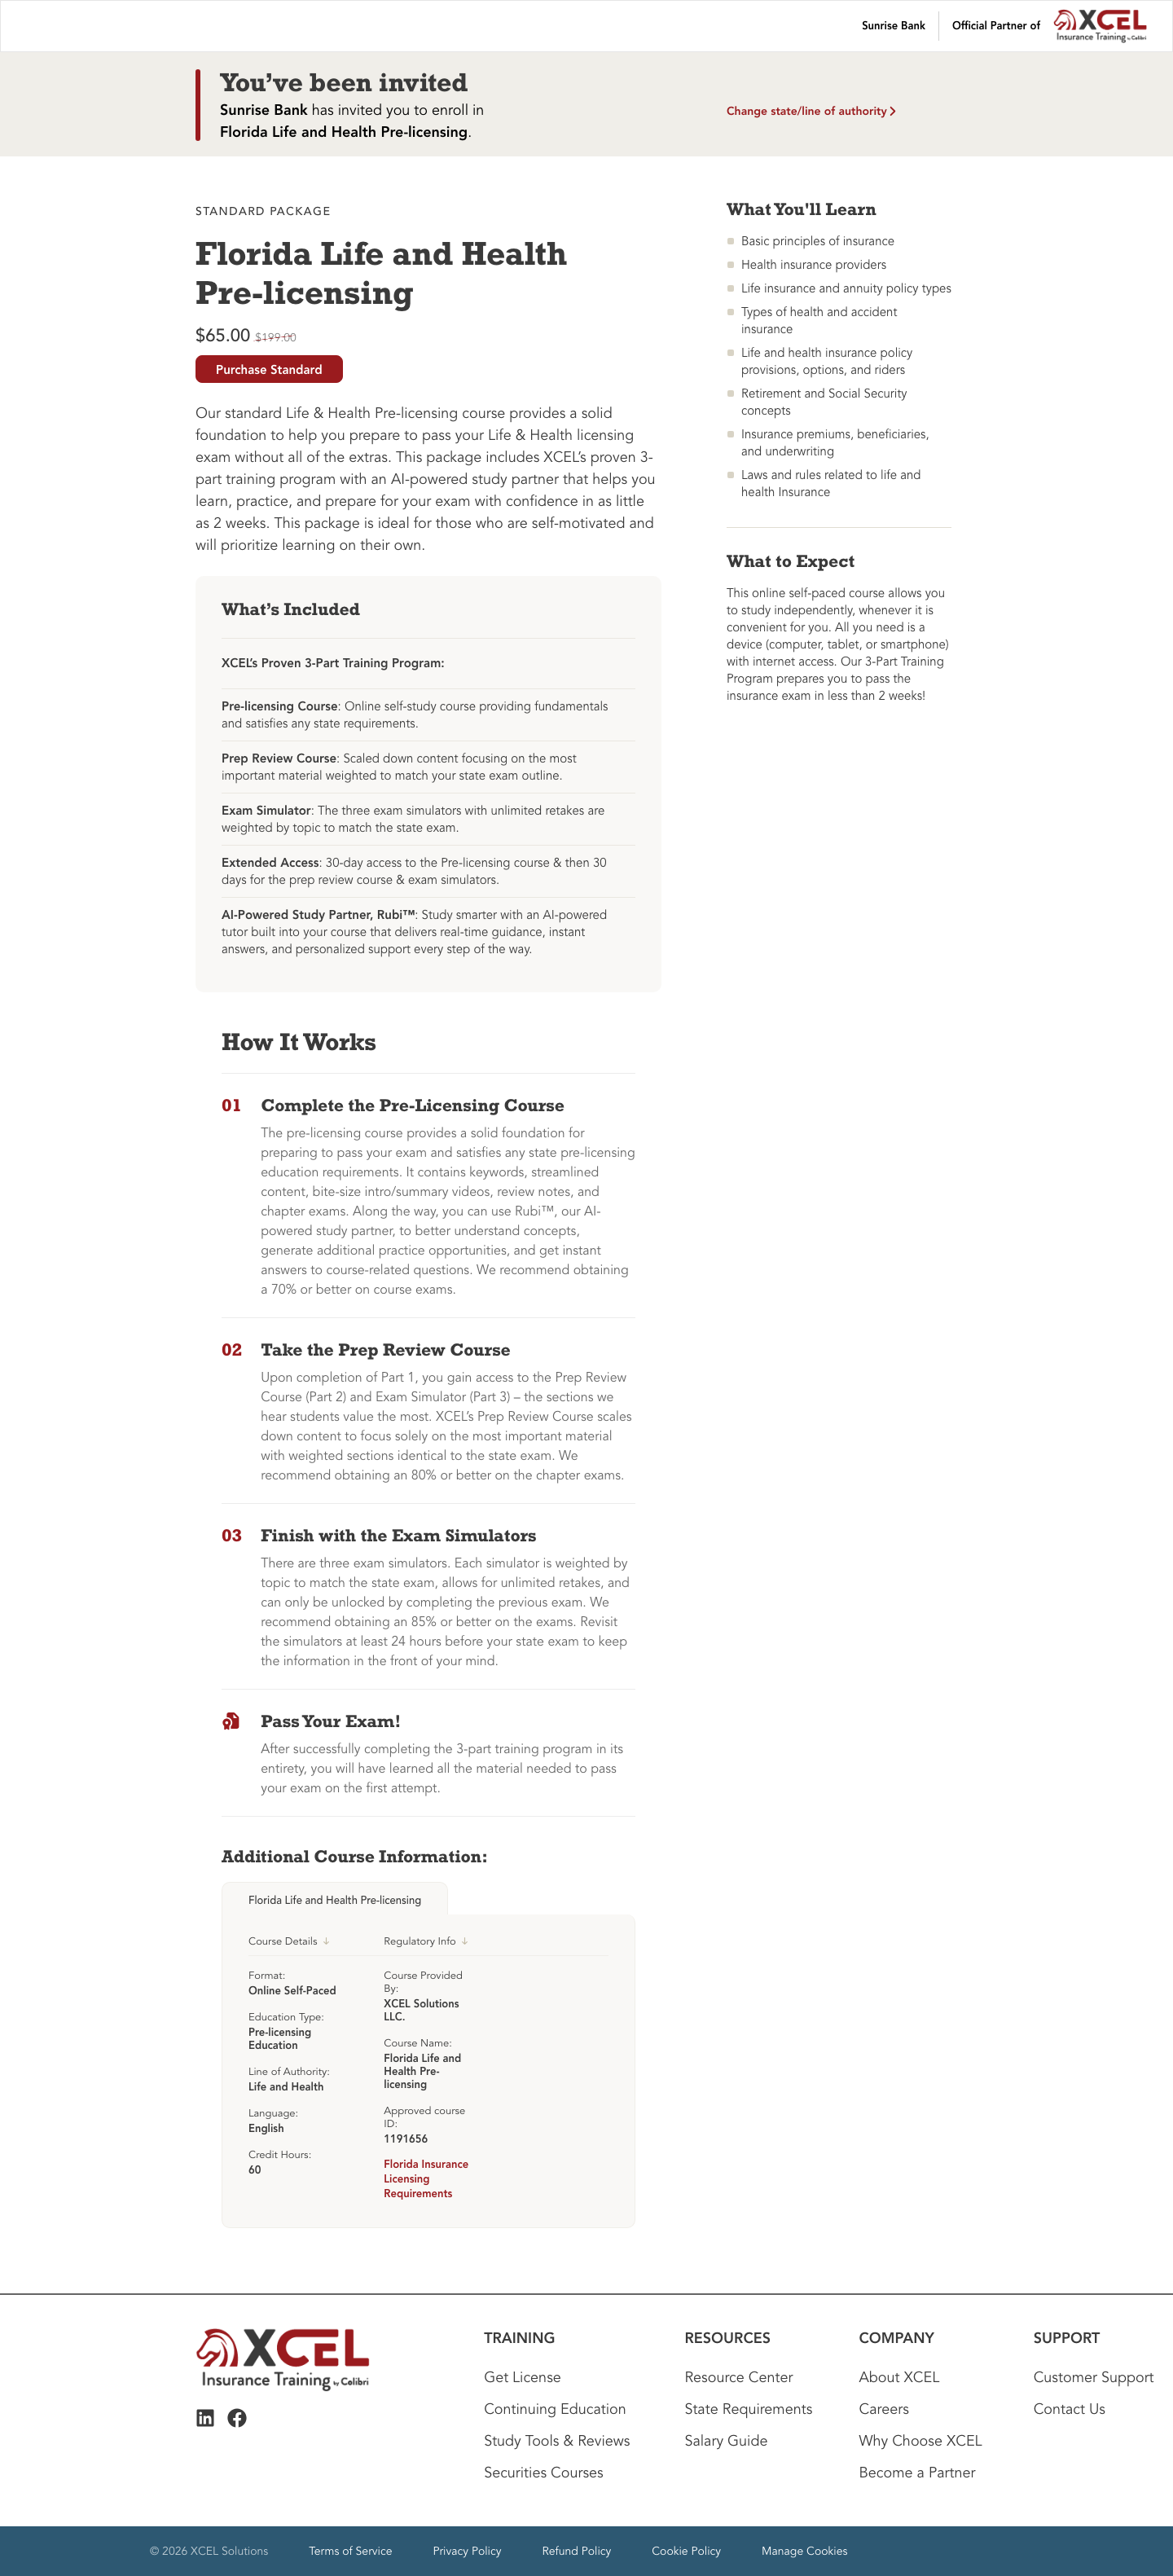 Sunrise Bank
Official Partner of
XCEL
Insurance Training by Colibri
You’ve been invited
Sunrise Bank has invited you to enroll in
Florida Life and Health Pre-licensing.
Change state/line of authority
STANDARD PACKAGE
Florida Life and Health
Pre-licensing
$65.00 $199.00
Purchase Standard
Our standard Life & Health Pre-licensing course provides a solid
foundation to help you prepare to pass your Life & Health licensing
exam without all of the extras. This package includes XCEL’s proven 3-
part training program with an AI-powered study partner that helps you
learn, practice, and prepare for your exam with confidence in as little
as 2 weeks. This package is ideal for those who are self-motivated and
will prioritize learning on their own.
What’s Included
XCEL’s Proven 3-Part Training Program:
Pre-licensing Course: Online self-study course providing fundamentals
and satisfies any state requirements.
Prep Review Course: Scaled down content focusing on the most
important material weighted to match your state exam outline.
Exam Simulator: The three exam simulators with unlimited retakes are
weighted by topic to match the state exam.
Extended Access: 30-day access to the Pre-licensing course & then 30
days for the prep review course & exam simulators.
AI-Powered Study Partner, Rubi™: Study smarter with an AI-powered
tutor built into your course that delivers real-time guidance, instant
answers, and personalized support every step of the way.
What You'll Learn
Basic principles of insurance
Health insurance providers
Life insurance and annuity policy types
Types of health and accident
insurance
Life and health insurance policy
provisions, options, and riders
Retirement and Social Security
concepts
Insurance premiums, beneficiaries,
and underwriting
Laws and rules related to life and
health Insurance
What to Expect
This online self-paced course allows you
to study independently, whenever it is
convenient for you. All you need is a
device (computer, tablet, or smartphone)
with internet access. Our 3-Part Training
Program prepares you to pass the
insurance exam in less than 2 weeks!
How It Works
01 Complete the Pre-Licensing Course
The pre-licensing course provides a solid foundation for
preparing to pass your exam and satisfies any state pre-licensing
education requirements. It contains keywords, streamlined
content, bite-size intro/summary videos, review notes, and
chapter exams. Along the way, you can use Rubi™, our AI-
powered study partner, to better understand concepts,
generate additional practice opportunities, and get instant
answers to course-related questions. We recommend obtaining
a 70% or better on course exams.
02 Take the Prep Review Course
Upon completion of Part 1, you gain access to the Prep Review
Course (Part 2) and Exam Simulator (Part 3) – the sections we
hear students value the most. XCEL’s Prep Review Course scales
down content to focus solely on the most important material
with weighted sections identical to the state exam. We
recommend obtaining an 80% or better on the chapter exams.
03 Finish with the Exam Simulators
There are three exam simulators. Each simulator is weighted by
topic to match the state exam, allows for unlimited retakes, and
can only be unlocked by completing the previous exam. We
recommend obtaining an 85% or better on the exams. Revisit
the simulators at least 24 hours before your state exam to keep
the information in the front of your mind.
Pass Your Exam!
After successfully completing the 3-part training program in its
entirety, you will have learned all the material needed to pass
your exam on the first attempt.
Additional Course Information:
Florida Life and Health Pre-licensing
Course Details ↓
Format:
Online Self-Paced
Education Type:
Pre-licensing
Education
Line of Authority:
Life and Health
Language:
English
Credit Hours:
60
Regulatory Info ↓
Course Provided
By:
XCEL Solutions
LLC.
Course Name:
Florida Life and
Health Pre-
licensing
Approved course
ID:
1191656
Florida Insurance
Licensing
Requirements
XCEL
Insurance Training by Colibri
TRAINING
Get License
Continuing Education
Study Tools & Reviews
Securities Courses
RESOURCES
Resource Center
State Requirements
Salary Guide
COMPANY
About XCEL
Careers
Why Choose XCEL
Become a Partner
SUPPORT
Customer Support
Contact Us
© 2026 XCEL Solutions
Terms of Service
Privacy Policy
Refund Policy
Cookie Policy
Manage Cookies